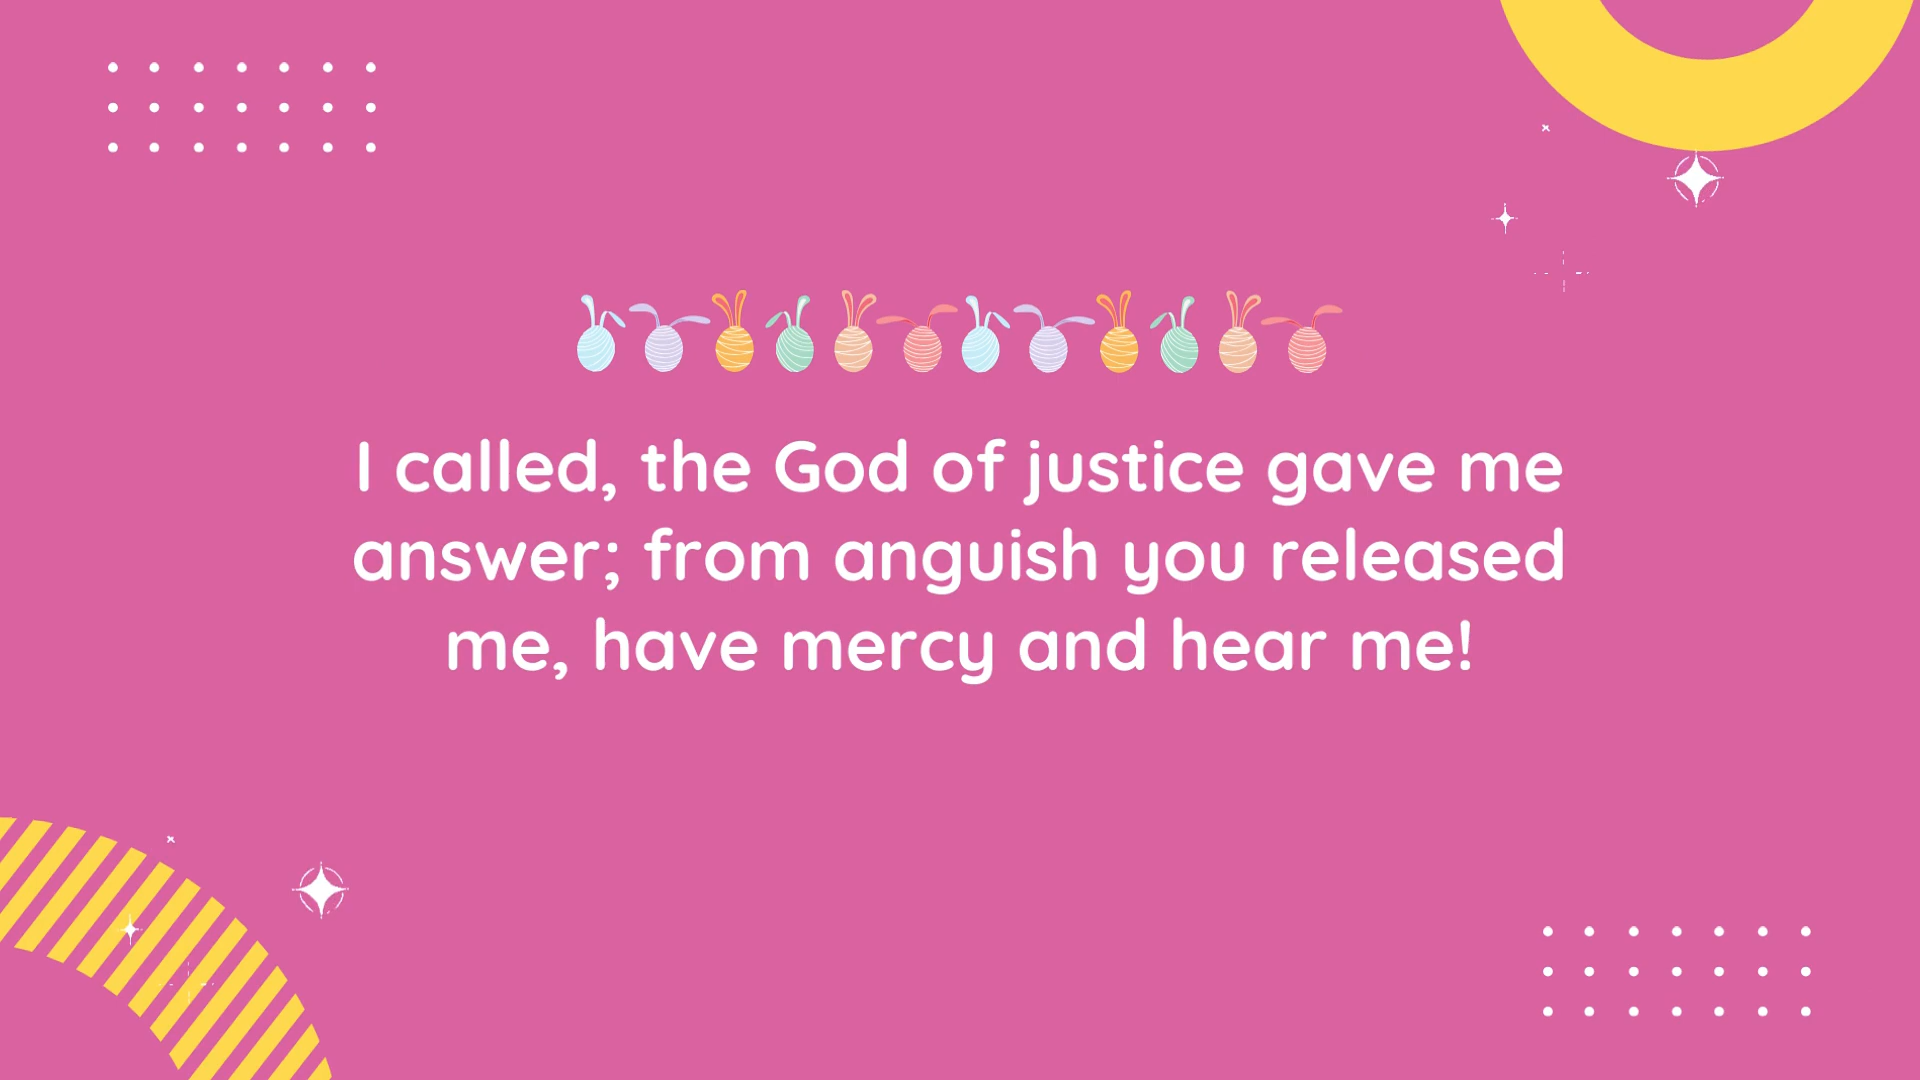 I called, the God of justice gave me
answer; from anguish you released
me, have mercy and hear me!